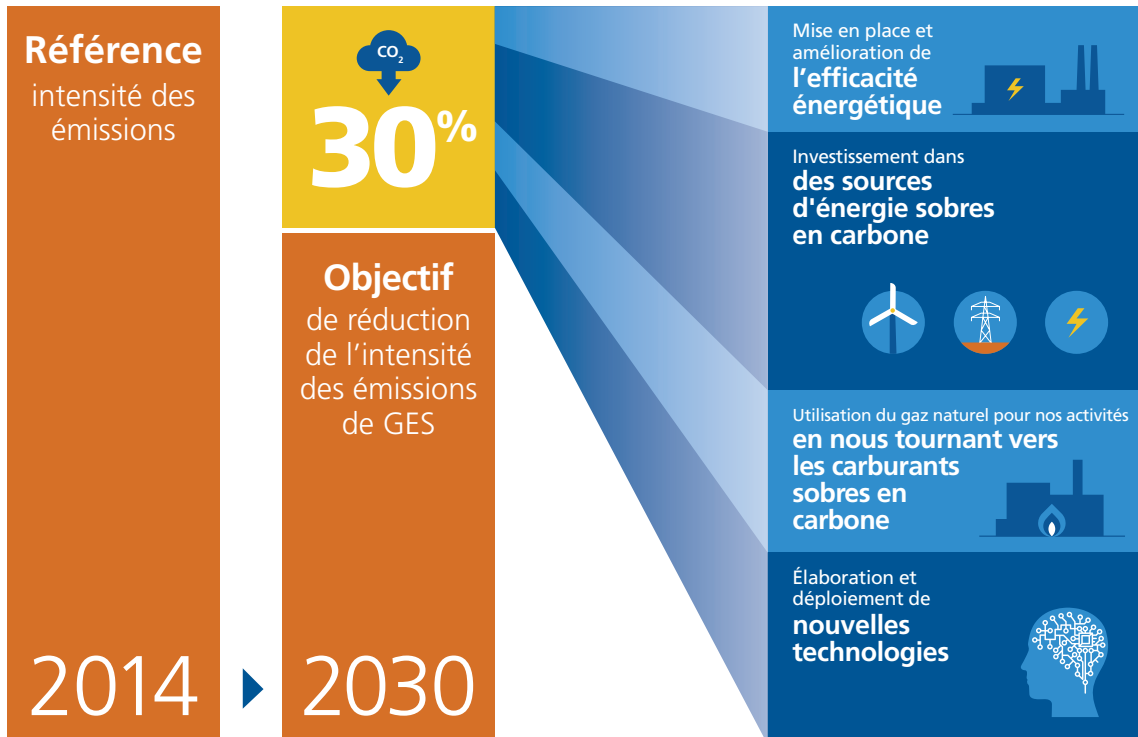 Référence
intensité des
émissions
2014
CO2
30%
Objectif
de réduction
de l’intensité
des émissions
de GES
2030
Mise en place et
amélioration de
l’efficacité
énergétique
Investissement dans
des sources
d'énergie sobres
en carbone
Utilisation du gaz naturel pour nos activités
en nous tournant vers
les carburants
sobres en
carbone
Élaboration et
déploiement de
nouvelles
technologies